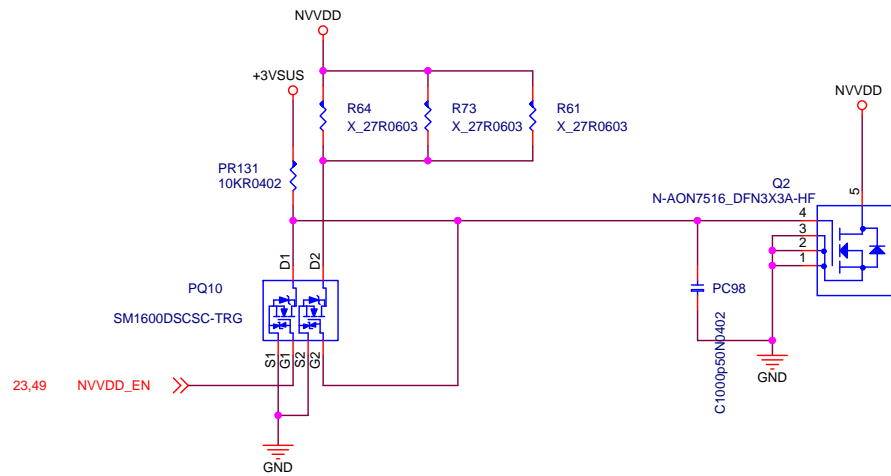 NVVDD
+3VSUS
NVVDD
R64
X_27R0603
R73
X_27R0603
R61
X_27R0603
PR131
10KR0402
Q2
N-AON7516_DFN3X3A-HF
5
4
3
2
1
D1
D2
PQ10
SM1600DSCSC-TRG
PC98
C1000p50N0402
S1
G1
S2
G2
GND
23,49
NVVDD_EN
GND